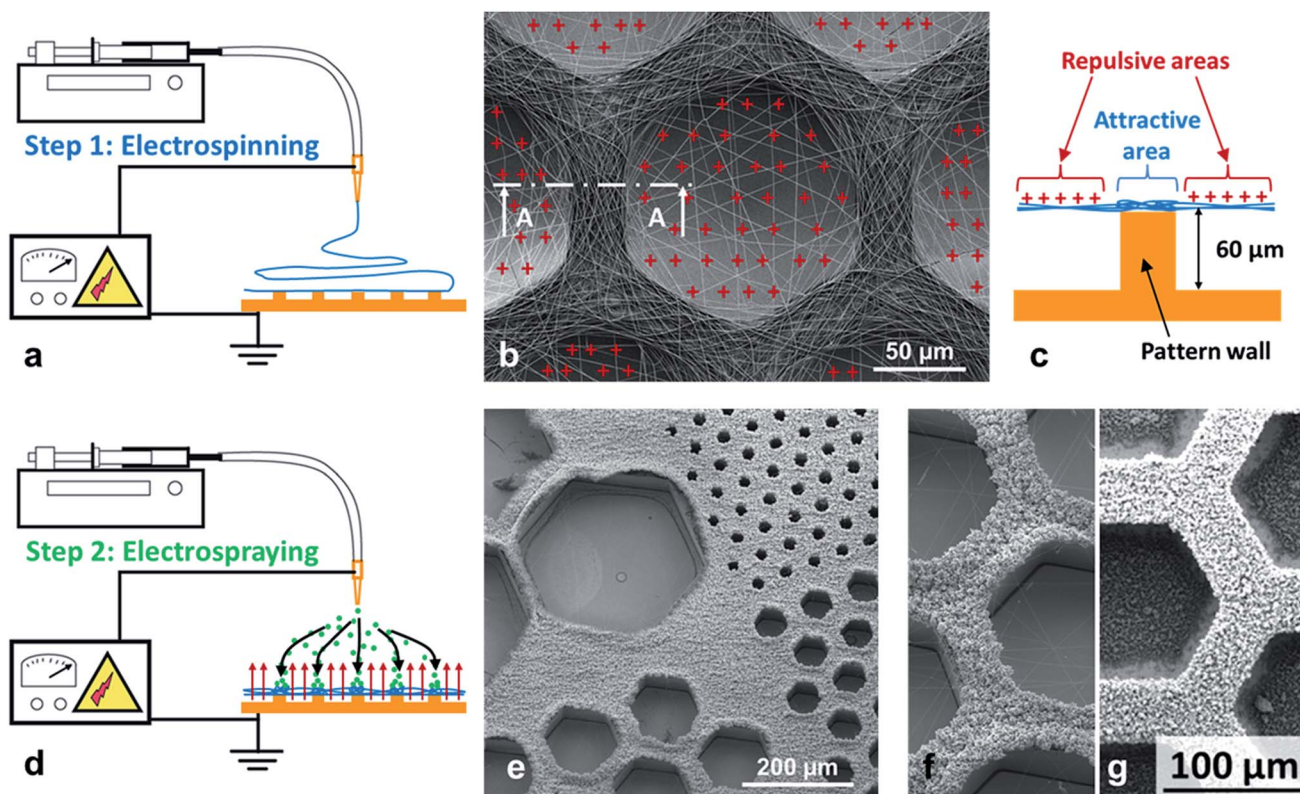 Step 1: Electrospinning
a
A
A
b
50 µm
Repulsive areas
Attractive
area
60 µm
Pattern wall
c
Step 2: Electrospraying
d
e
200 µm
f
g
100 µm